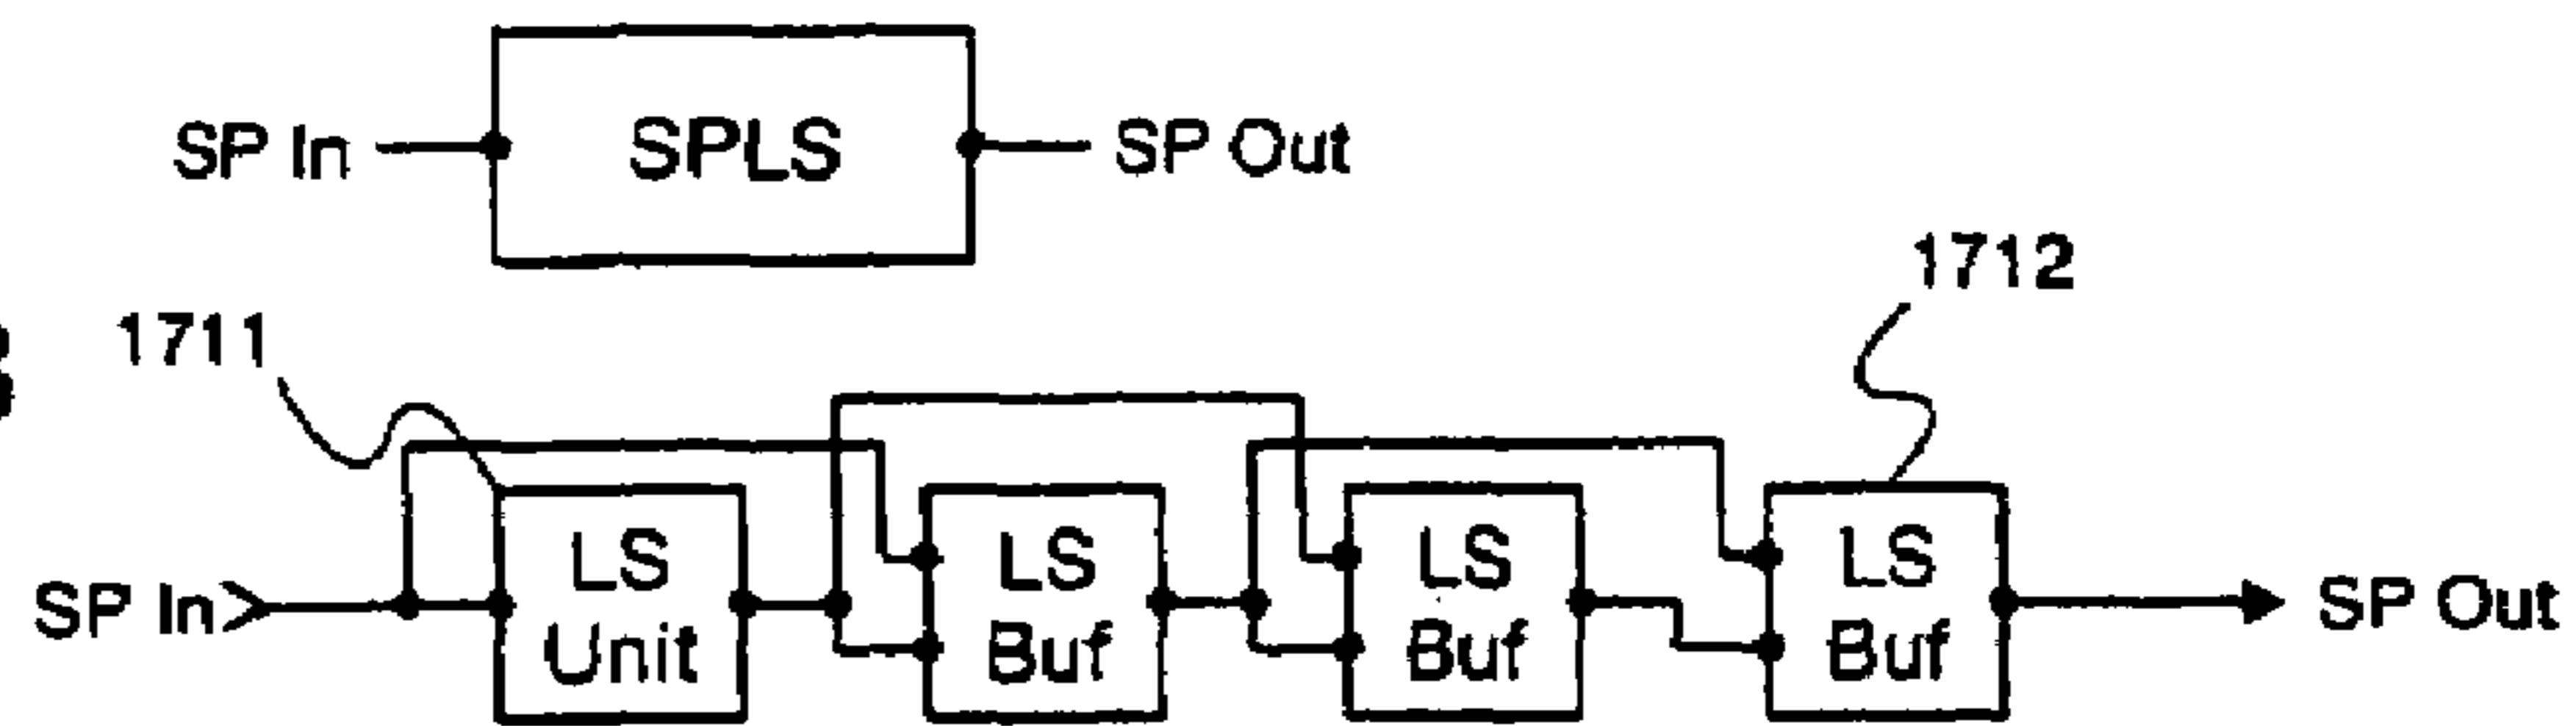 SP In
SPLS
SP Out
1712
1711
SP In
LS
Unit
LS
Buf
LS
Buf
LS
Buf
SP Out